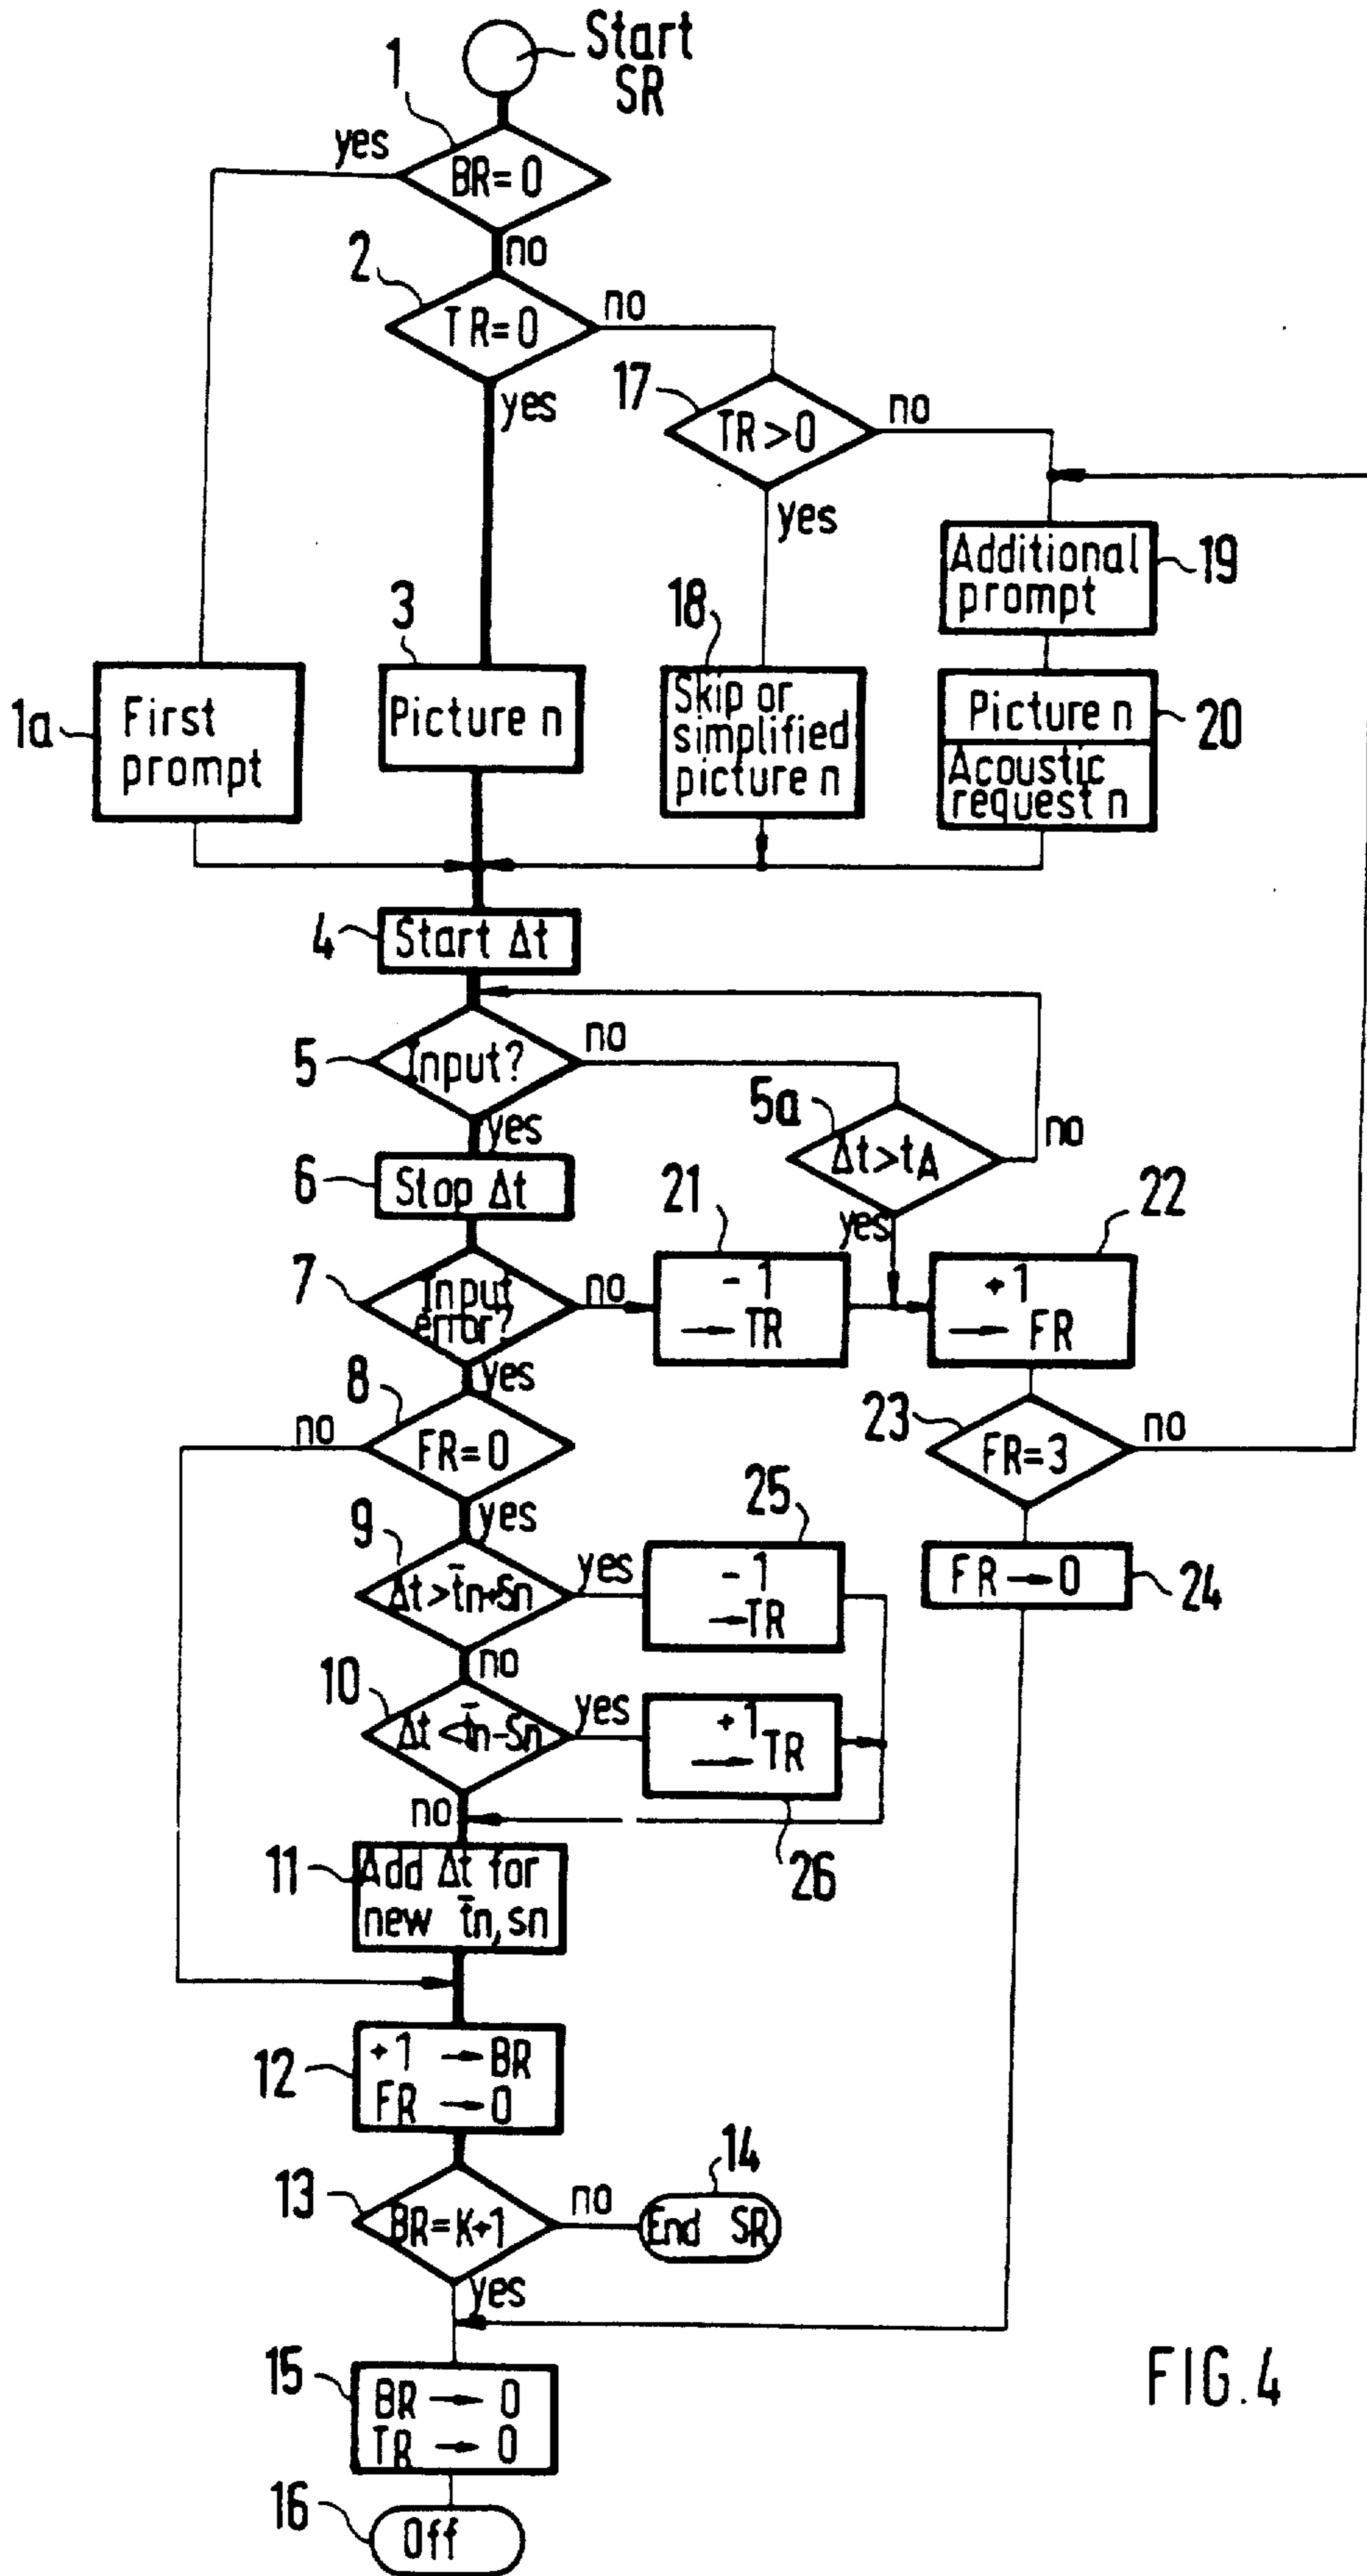 Start
SR
1
yes
BR=0
no
2
TR=0
no
yes
17
TR>0
no
yes
1a
First
prompt
3
Picture n
18
Skip or
simplified
picture n
Additional
prompt
19
Picture n
20
Acoustic
request n
4
Start Δt
5
Input?
no
yes
5a
Δt>tA
no
yes
6
Stop Δt
7
Input
error?
no
yes
21
-1
→ TR
22
+1
→ FR
8
no
FR=0
yes
23
FR=3
no
9
Δt>t̄n+Sn
yes
no
25
-1
→TR
FR→0
24
10
Δt<t̄n-Sn
yes
no
+1
→TR
26
11
Add Δt for
new t̄n,sn
12
+1 →BR
FR →0
13
BR=K+1
no
yes
14
End SR
15
BR → 0
TR → 0
16
Off
FIG.4